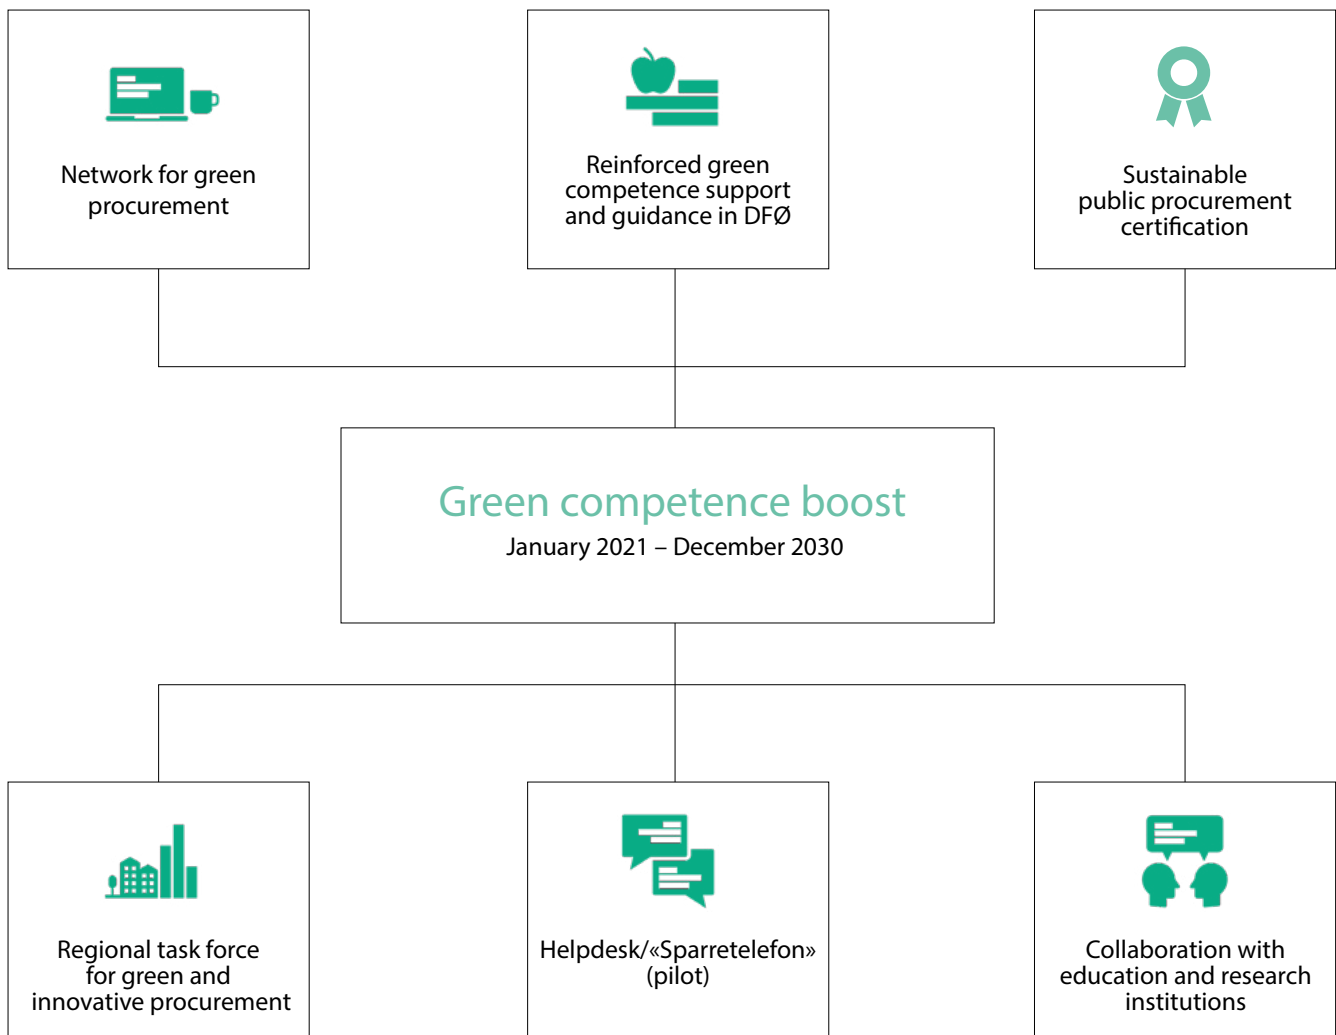 Network for green
procurement
Reinforced green
competence support
and guidance in DFØ
Sustainable
public procurement
certification
Green competence boost
January 2021 – December 2030
Regional task force
for green and
innovative procurement
Helpdesk/«Sparretelefon»
(pilot)
Collaboration with
education and research
institutions